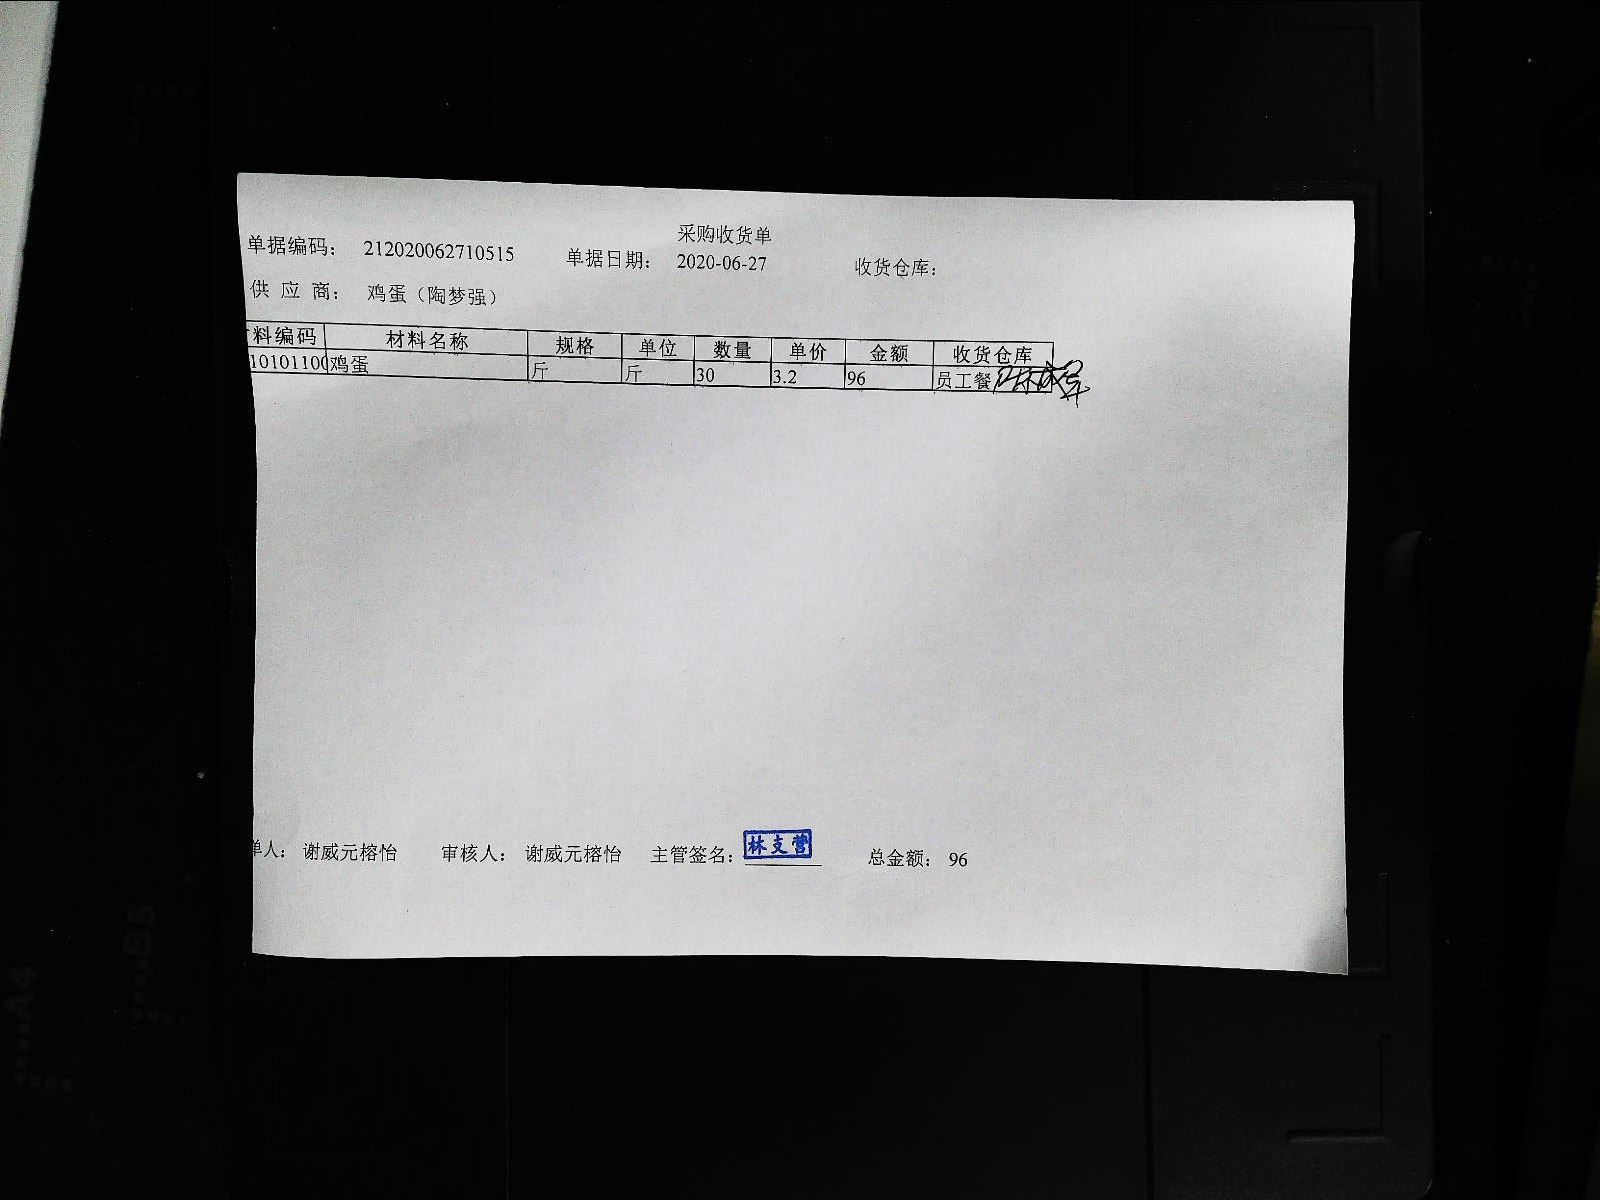 采购收货单
单据编码： 212020062710515 单据日期： 2020-06-27 收货仓库：
供 应 商： 鸡蛋（陶梦强）
料编码 材料名称 规格 单位 数量 单价 金额 收货仓库
10101100 鸡蛋 斤 斤 30 3.2 96 员工餐
单人： 谢威元榕怡 审核人： 谢威元榕怡 主管签名： 林支营 总金额： 96